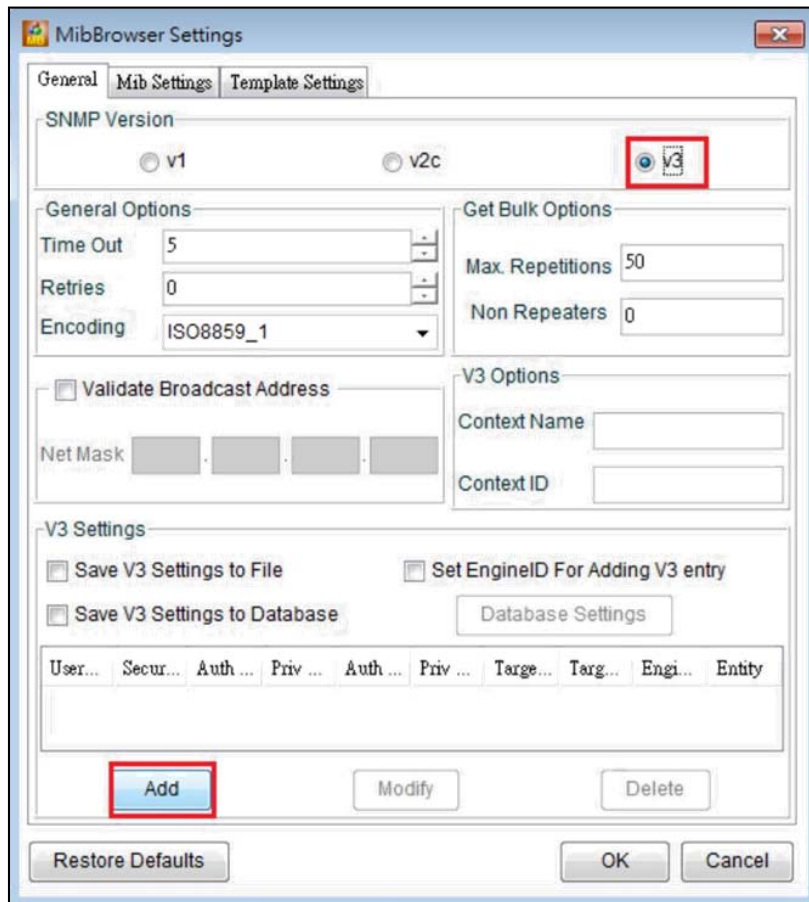 MibBrowser Settings
General Mib Settings Template Settings
SNMP Version
v1 v2c v3
General Options
Time Out 5
Retries 0
Encoding ISO8859_1
Get Bulk Options
Max. Repetitions 50
Non Repeaters 0
Validate Broadcast Address
Net Mask . . .
V3 Options
Context Name
Context ID
V3 Settings
Save V3 Settings to File Set EngineID For Adding V3 entry
Save V3 Settings to Database Database Settings
User... Secur... Auth ... Priv ... Auth ... Priv ... Targe... Targ... Engi... Entity
Add Modify Delete
Restore Defaults OK Cancel